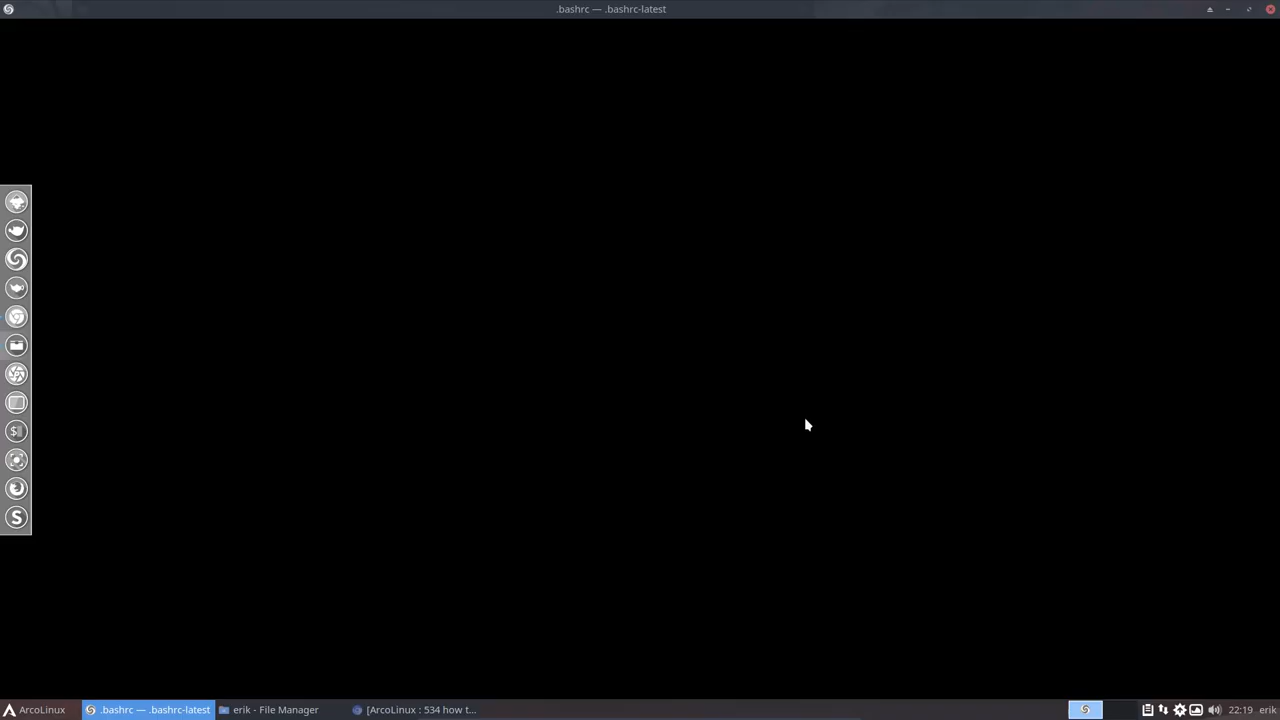 .bashrc — .bashrc-latest
$
S
ArcoLinux
.bashrc — .bashrc-latest
erik - File Manager
[ArcoLinux : 534 how t...
22:19
erik